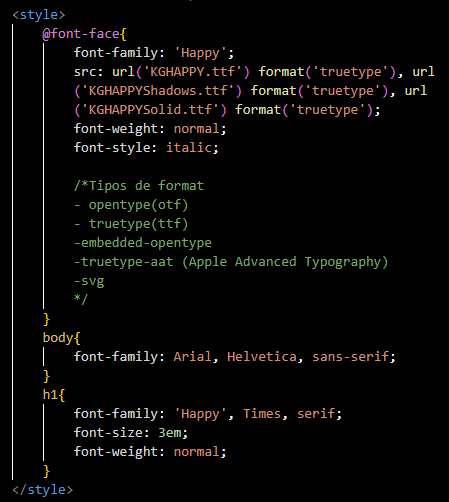 <style>
@font-face{
font-family: 'Happy';
src: url('KGHAPPY.ttf') format('truetype'), url
('KGHAPPYShadows.ttf') format('truetype'), url
('KGHAPPYSolid.ttf') format('truetype');
font-weight: normal;
font-style: italic;
/*Tipos de format
- opentype(otf)
- truetype(ttf)
-embedded-opentype
-truetype-aat (Apple Advanced Typography)
-svg
*/
}
body{
font-family: Arial, Helvetica, sans-serif;
}
h1{
font-family: 'Happy', Times, serif;
font-size: 3em;
font-weight: normal;
}
</style>